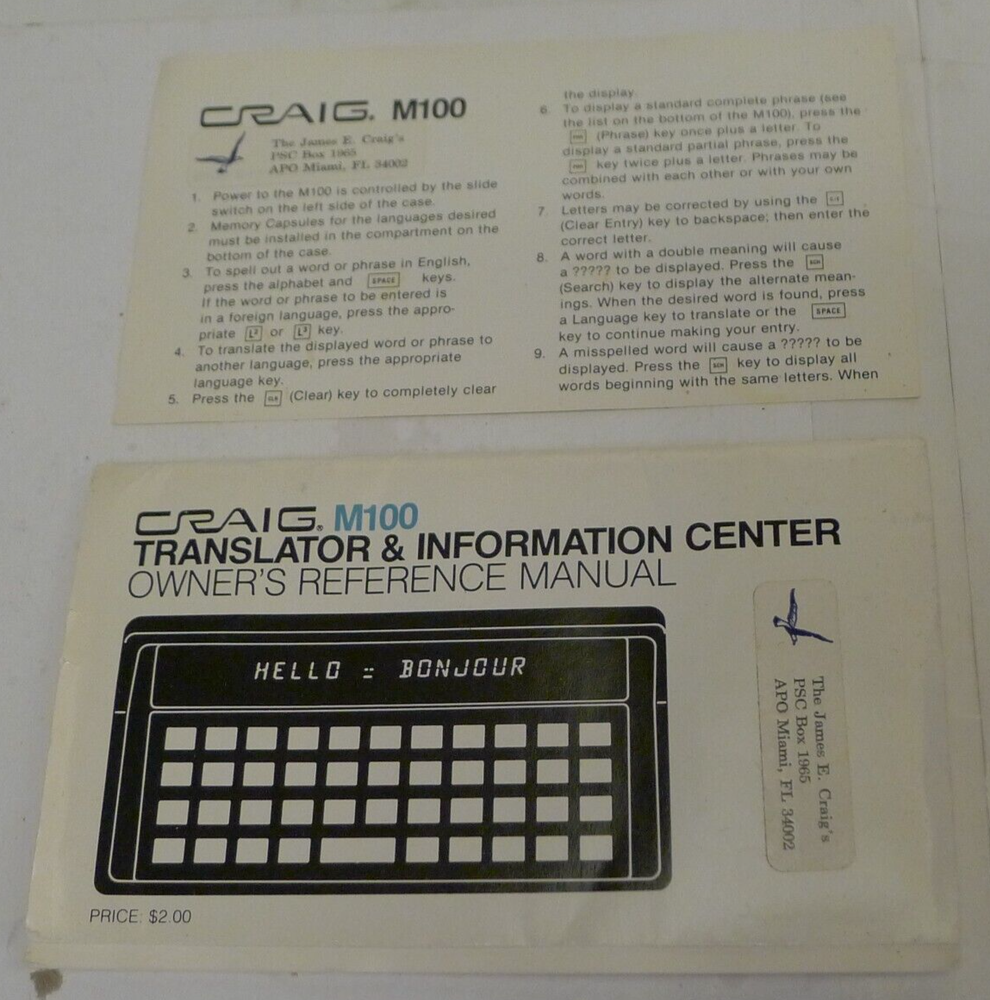 CRAIG. M100
The James E. Craig's
PSC Box 1965
APO Miami, FL 34002
1. Power to the M100 is controlled by the slide
switch on the left side of the case.
2. Memory Capsules for the languages desired
must be installed in the compartment on the
bottom of the case.
3. To spell out a word or phrase in English,
press the alphabet and SPACE keys.
If the word or phrase to be entered is
in a foreign language, press the appro-
priate L2 or L3 key.
4. To translate the displayed word or phrase to
another language, press the appropriate
language key.
5. Press the CLR (Clear) key to completely clear
the display.
6. To display a standard complete phrase (see
the list on the bottom of the M100), press the
(Phrase) key once plus a letter. To
display a standard partial phrase, press the
key twice plus a letter. Phrases may be
combined with each other or with your own
words.
7. Letters may be corrected by using the
(Clear Entry) key to backspace; then enter the
correct letter.
8. A word with a double meaning will cause
a ????? to be displayed. Press the SCH
(Search) key to display the alternate mean-
ings. When the desired word is found, press
a Language key to translate or the SPACE
key to continue making your entry.
9. A misspelled word will cause a ????? to be
displayed. Press the SCH key to display all
words beginning with the same letters. When
CRAIG® M100
TRANSLATOR & INFORMATION CENTER
OWNER'S REFERENCE MANUAL
HELLO = BONJOUR
The James E. Craig's
PSC Box 1965
APO Miami, FL 34002
PRICE: $2.00